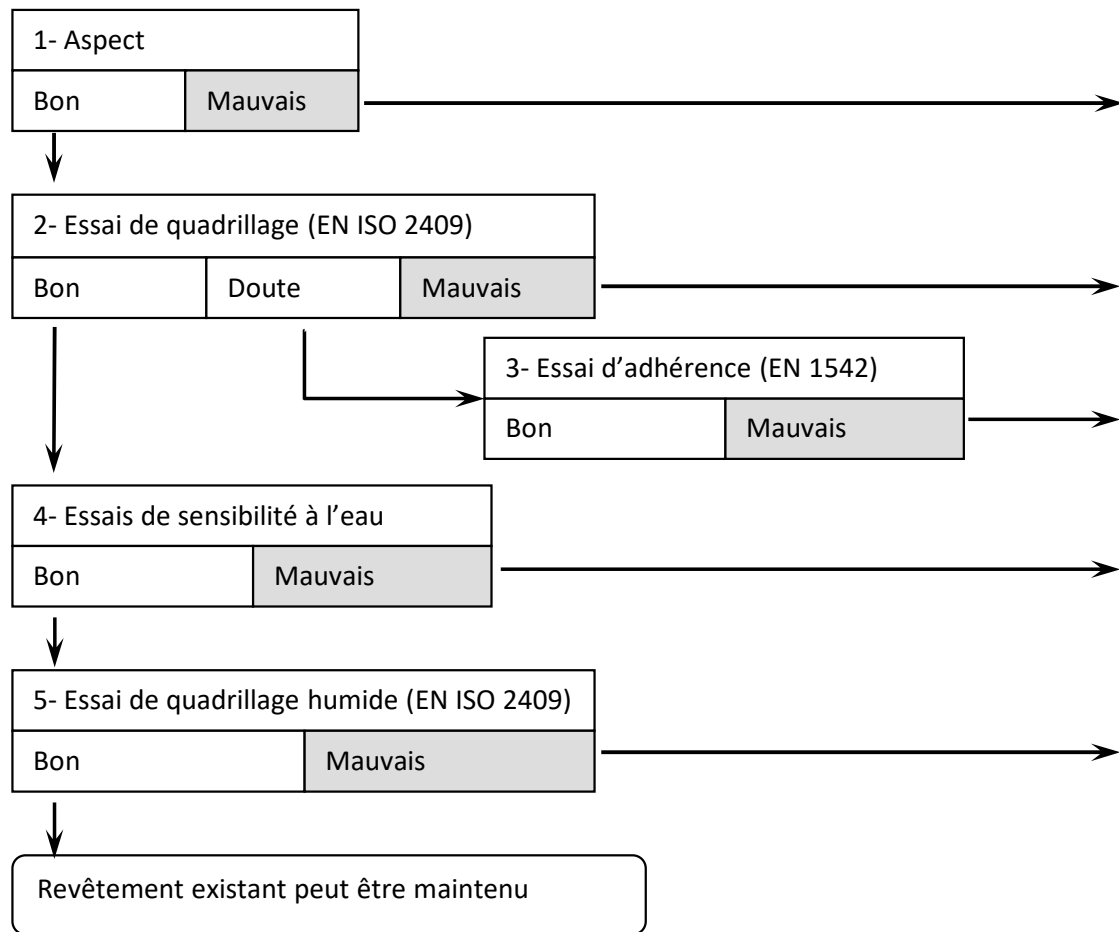 1- Aspect
Bon Mauvais
2- Essai de quadrillage (EN ISO 2409)
Bon Doute Mauvais
3- Essai d’adhérence (EN 1542)
Bon Mauvais
4- Essais de sensibilité à l’eau
Bon Mauvais
5- Essai de quadrillage humide (EN ISO 2409)
Bon Mauvais
Revêtement existant peut être maintenu